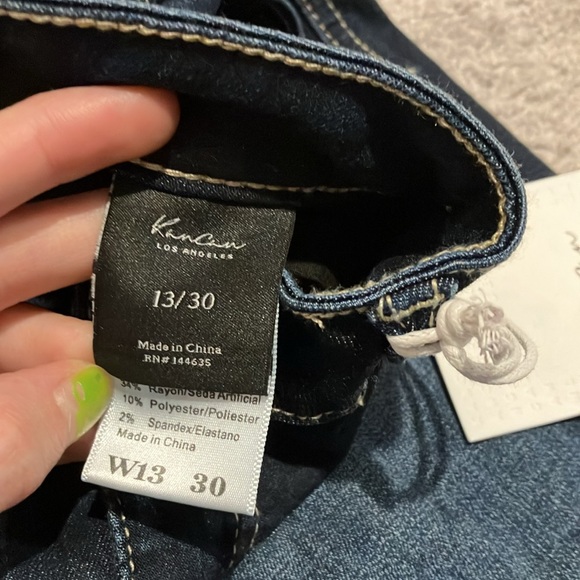 KanCan
LOS ANGELES
13/30
Made in China
RN# 144635
34% Rayon/Seda Artificial
10% Polyester/Poliester
2% Spandex/Elastano
Made in China
W13 30